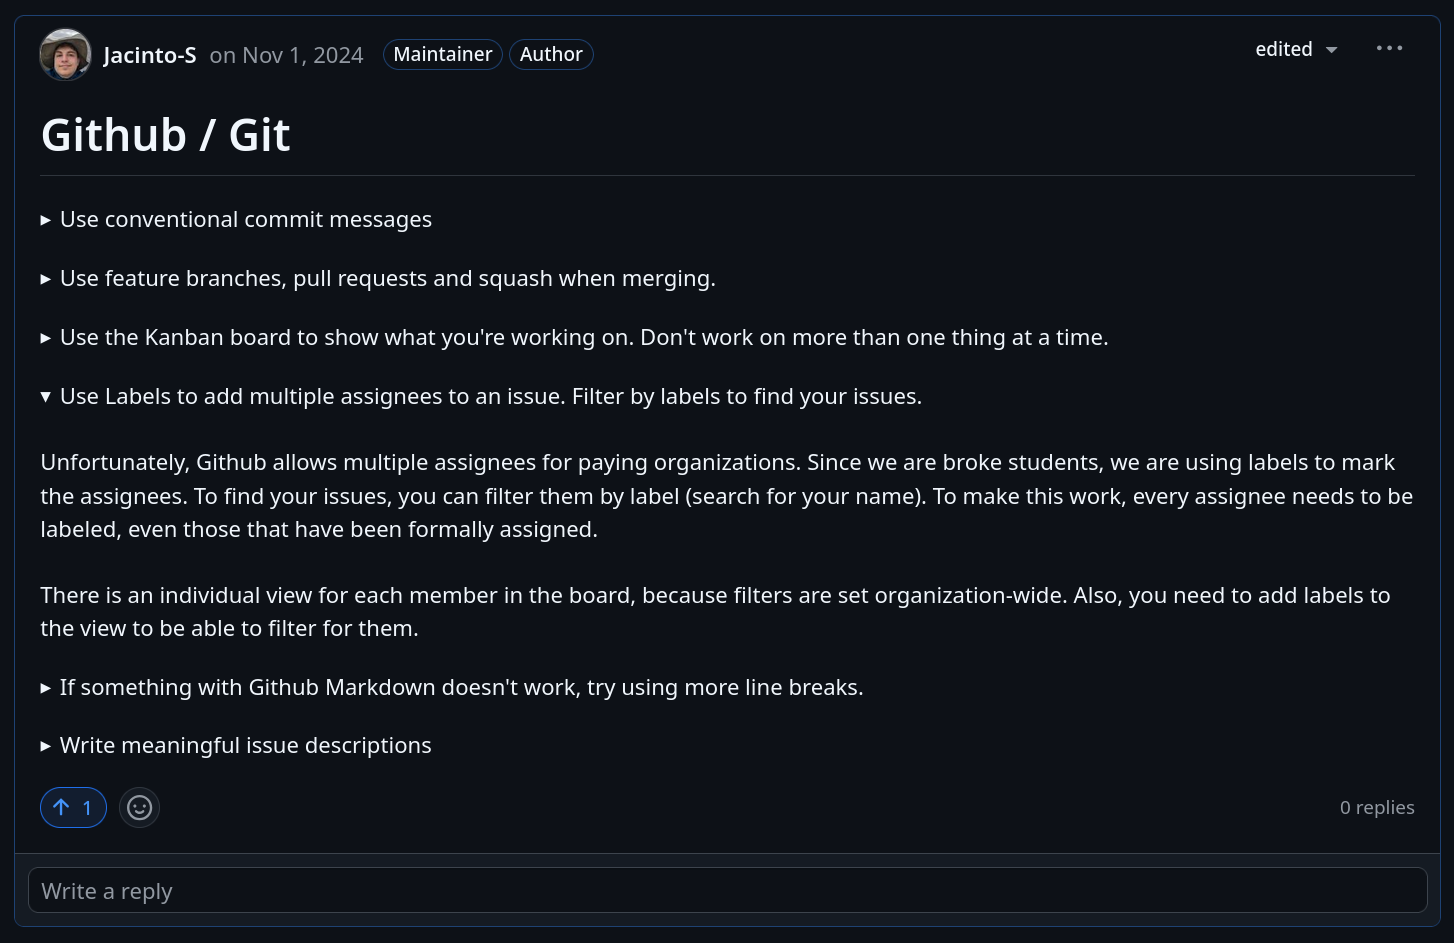 Jacinto-S on Nov 1, 2024 Maintainer Author edited
Github / Git
Use conventional commit messages
Use feature branches, pull requests and squash when merging.
Use the Kanban board to show what you're working on. Don't work on more than one thing at a time.
Use Labels to add multiple assignees to an issue. Filter by labels to find your issues.
Unfortunately, Github allows multiple assignees for paying organizations. Since we are broke students, we are using labels to mark
the assignees. To find your issues, you can filter them by label (search for your name). To make this work, every assignee needs to be
labeled, even those that have been formally assigned.
There is an individual view for each member in the board, because filters are set organization-wide. Also, you need to add labels to
the view to be able to filter for them.
If something with Github Markdown doesn't work, try using more line breaks.
Write meaningful issue descriptions
1 0 replies
Write a reply